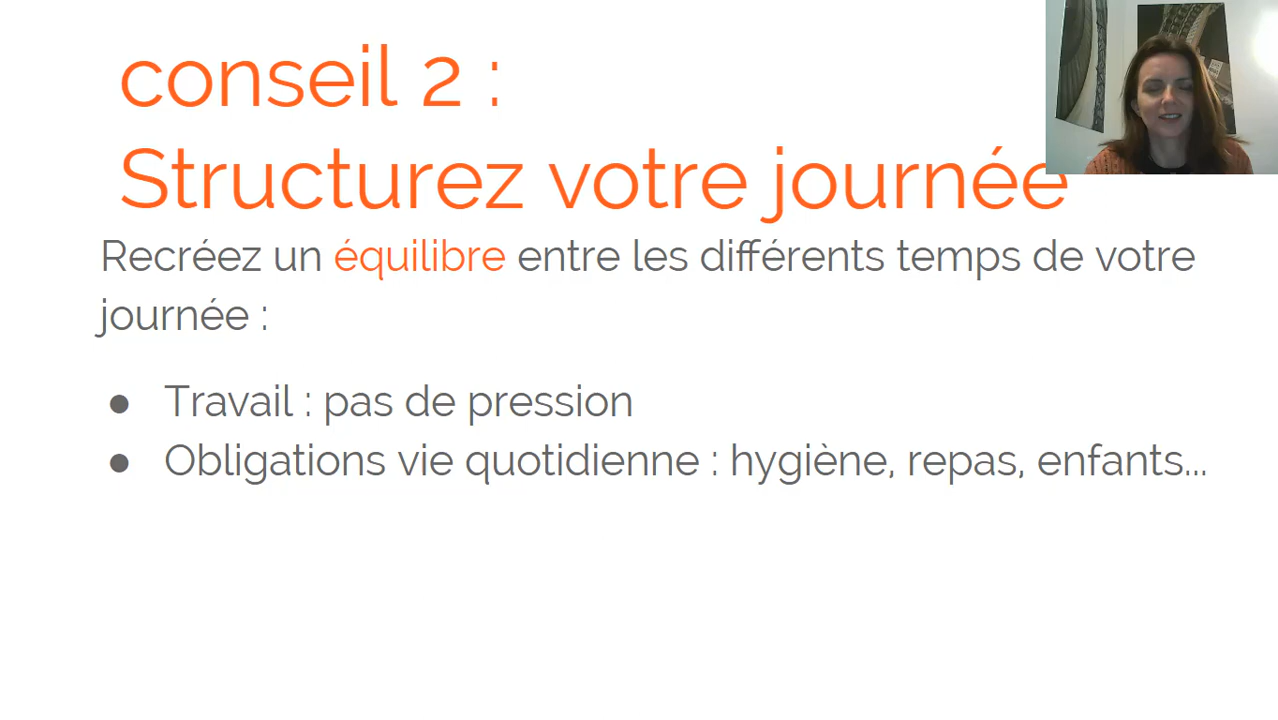 conseil 2 :
Structurez votre journée
Recréez un équilibre entre les différents temps de votre
journée :
● Travail : pas de pression
● Obligations vie quotidienne : hygiène, repas, enfants...